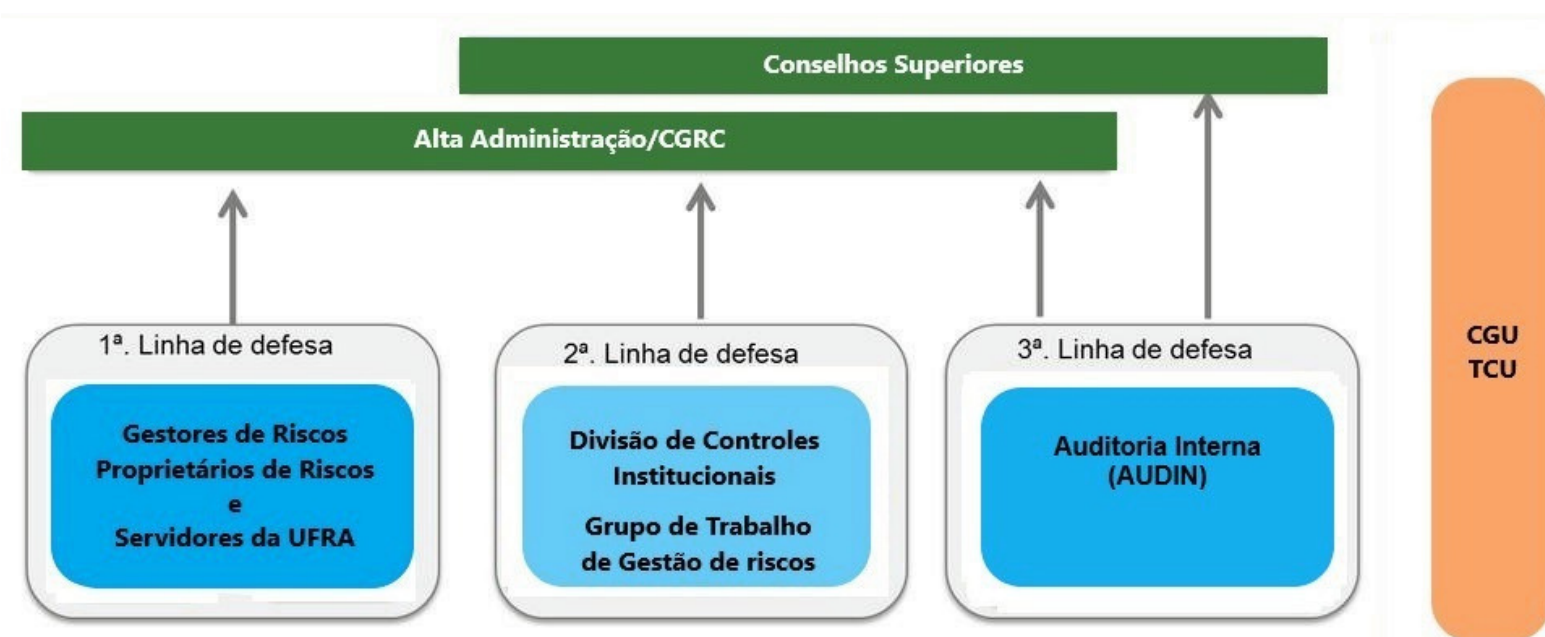 Conselhos Superiores
Alta Administração/CGRC
1ª. Linha de defesa
Gestores de Riscos
Proprietários de Riscos
e
Servidores da UFRA
2ª. Linha de defesa
Divisão de Controles
Institucionais
Grupo de Trabalho
de Gestão de riscos
3ª. Linha de defesa
Auditoria Interna
(AUDIN)
CGU
TCU